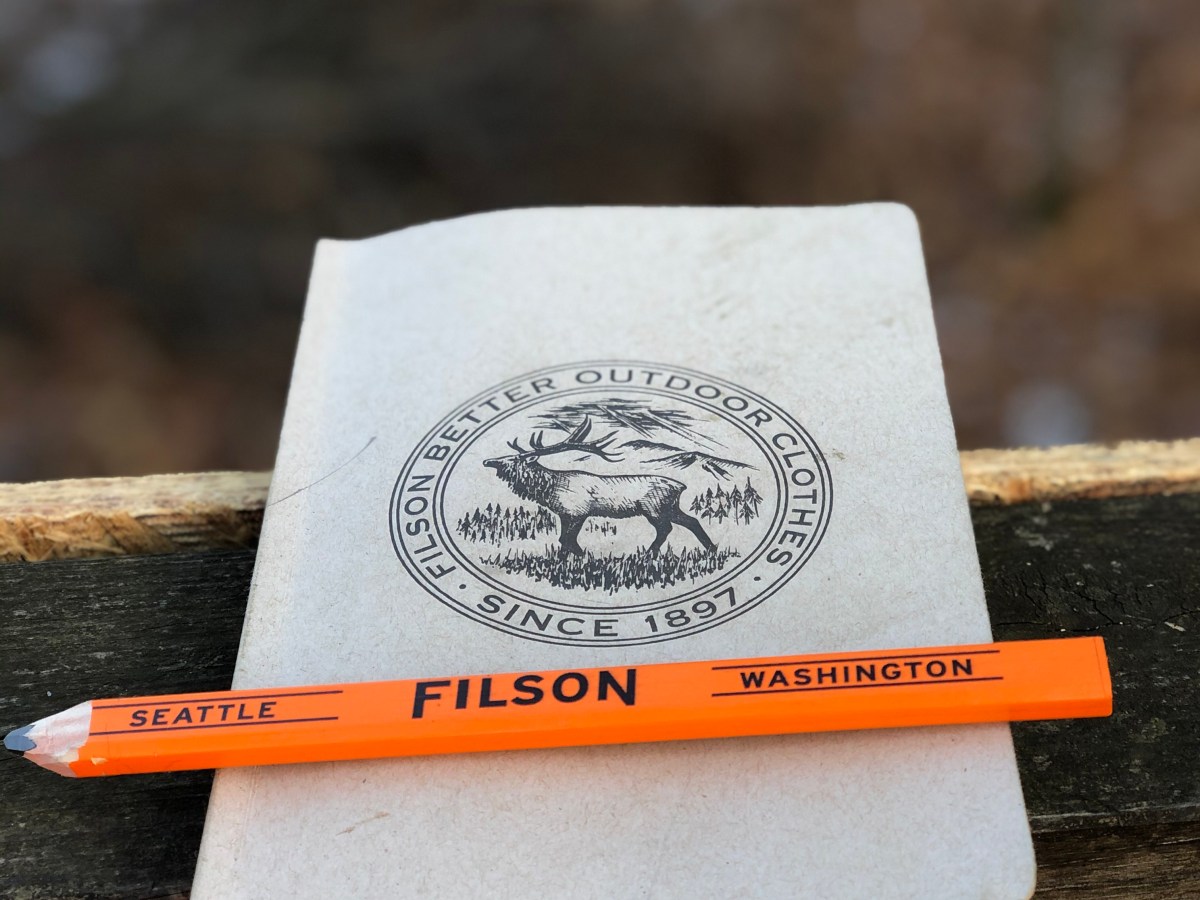 FILSON BETTER OUTDOOR CLOTHES
· SINCE 1897 ·
SEATTLE FILSON WASHINGTON